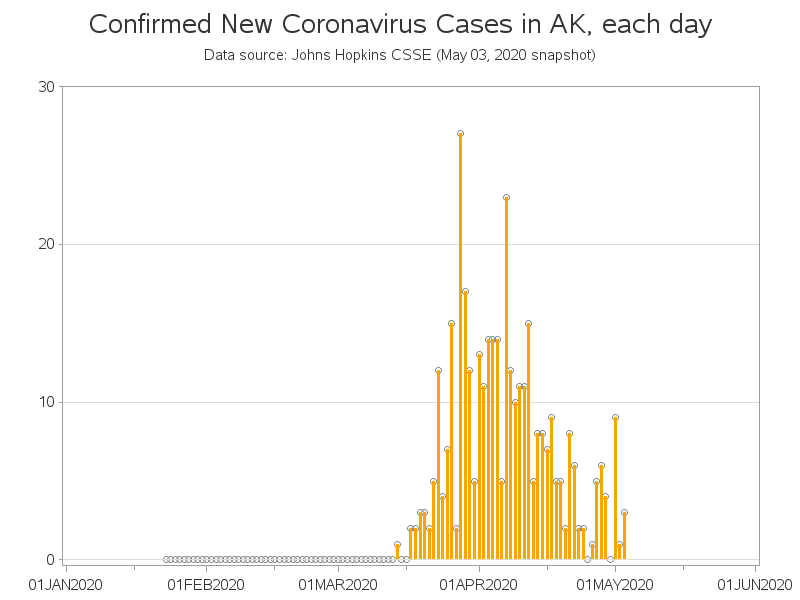 Confirmed New Coronavirus Cases in AK, each day
Data source: Johns Hopkins CSSE (May 03, 2020 snapshot)
30
20
10
0
01JAN2020 01FEB2020 01MAR2020 01APR2020 01MAY2020 01JUN2020